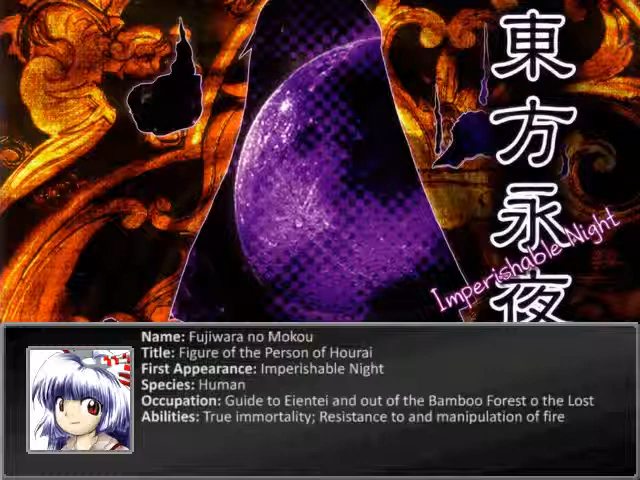 東方永夜
Imperishable Night
Name: Fujiwara no Mokou
Title: Figure of the Person of Hourai
First Appearance: Imperishable Night
Species: Human
Occupation: Guide to Eientei and out of the Bamboo Forest o the Lost
Abilities: True immortality; Resistance to and manipulation of fire